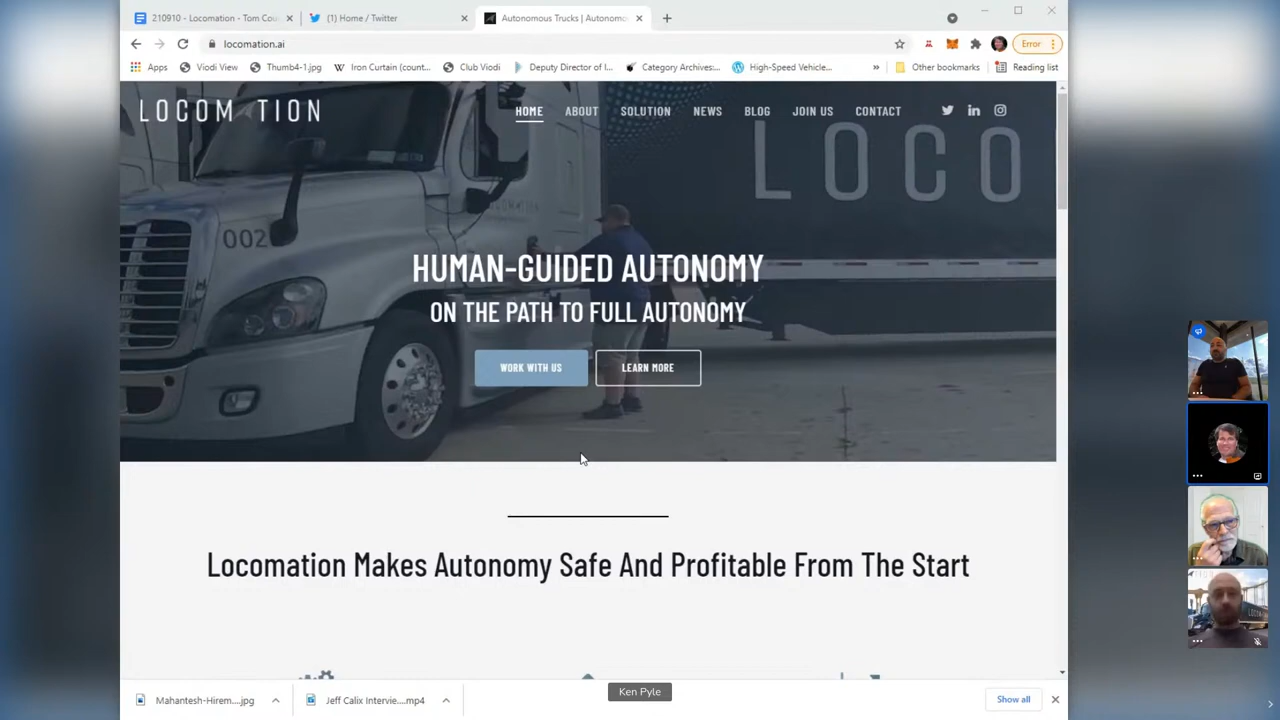 210910 - Locomation - Tom Cou
(1) Home / Twitter
Autonomous Trucks | Autonomo
locomation.ai
Error
Apps
Viodi View
Thumb4-1.jpg
Iron Curtain (count...
Club Viodi
Deputy Director of I...
Category Archives:...
High-Speed Vehicle...
»
Other bookmarks
Reading list
LOCOM TION
HOME
ABOUT
SOLUTION
NEWS
BLOG
JOIN US
CONTACT
LOCO
002
HUMAN-GUIDED AUTONOMY
ON THE PATH TO FULL AUTONOMY
WORK WITH US
LEARN MORE
Locomation Makes Autonomy Safe And Profitable From The Start
Mahantesh-Hirem....jpg
Jeff Calix Intervie....mp4
Ken Pyle
Show all